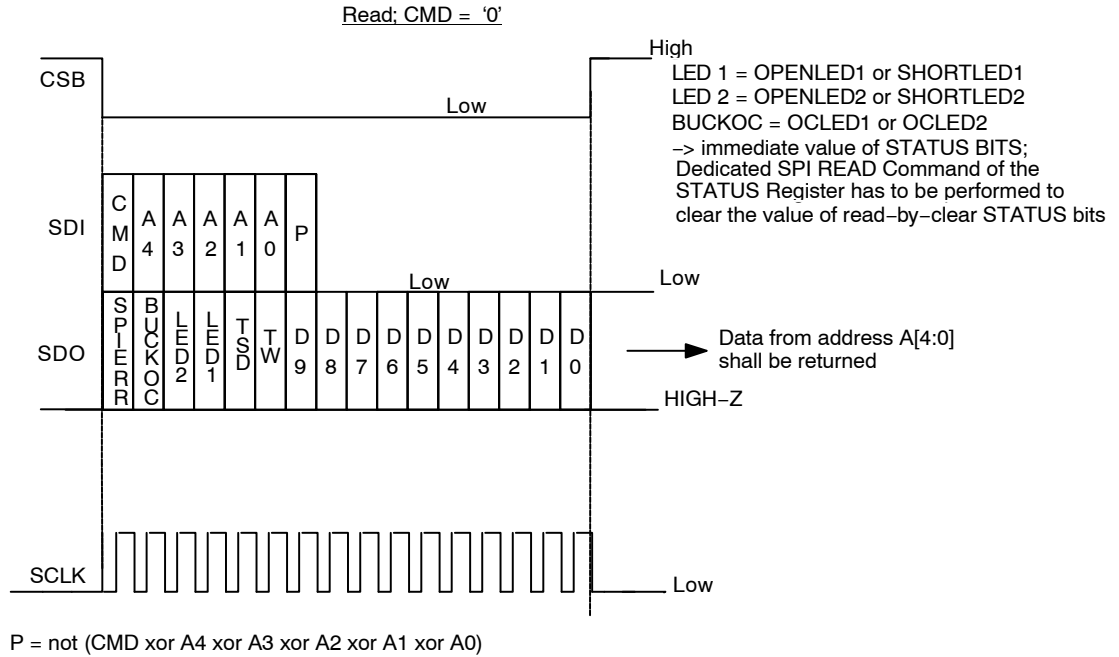 Read; CMD = ‘0’
CSB
High
Low
LED 1 = OPENLED1 or SHORTLED1
LED 2 = OPENLED2 or SHORTLED2
BUCKOC = OCLED1 or OCLED2
−> immediate value of STATUS BITS;
Dedicated SPI READ Command of the
STATUS Register has to be performed to
clear the value of read−by−clear STATUS bits
SDI
CMD A4 A3 A2 A1 A0 P
Low
Low
SDO
SPIERR BUCKOC LED2 LED1 TSD TW D9 D8 D7 D6 D5 D4 D3 D2 D1 D0
Data from address A[4:0]
shall be returned
HIGH−Z
SCLK
Low
P = not (CMD xor A4 xor A3 xor A2 xor A1 xor A0)